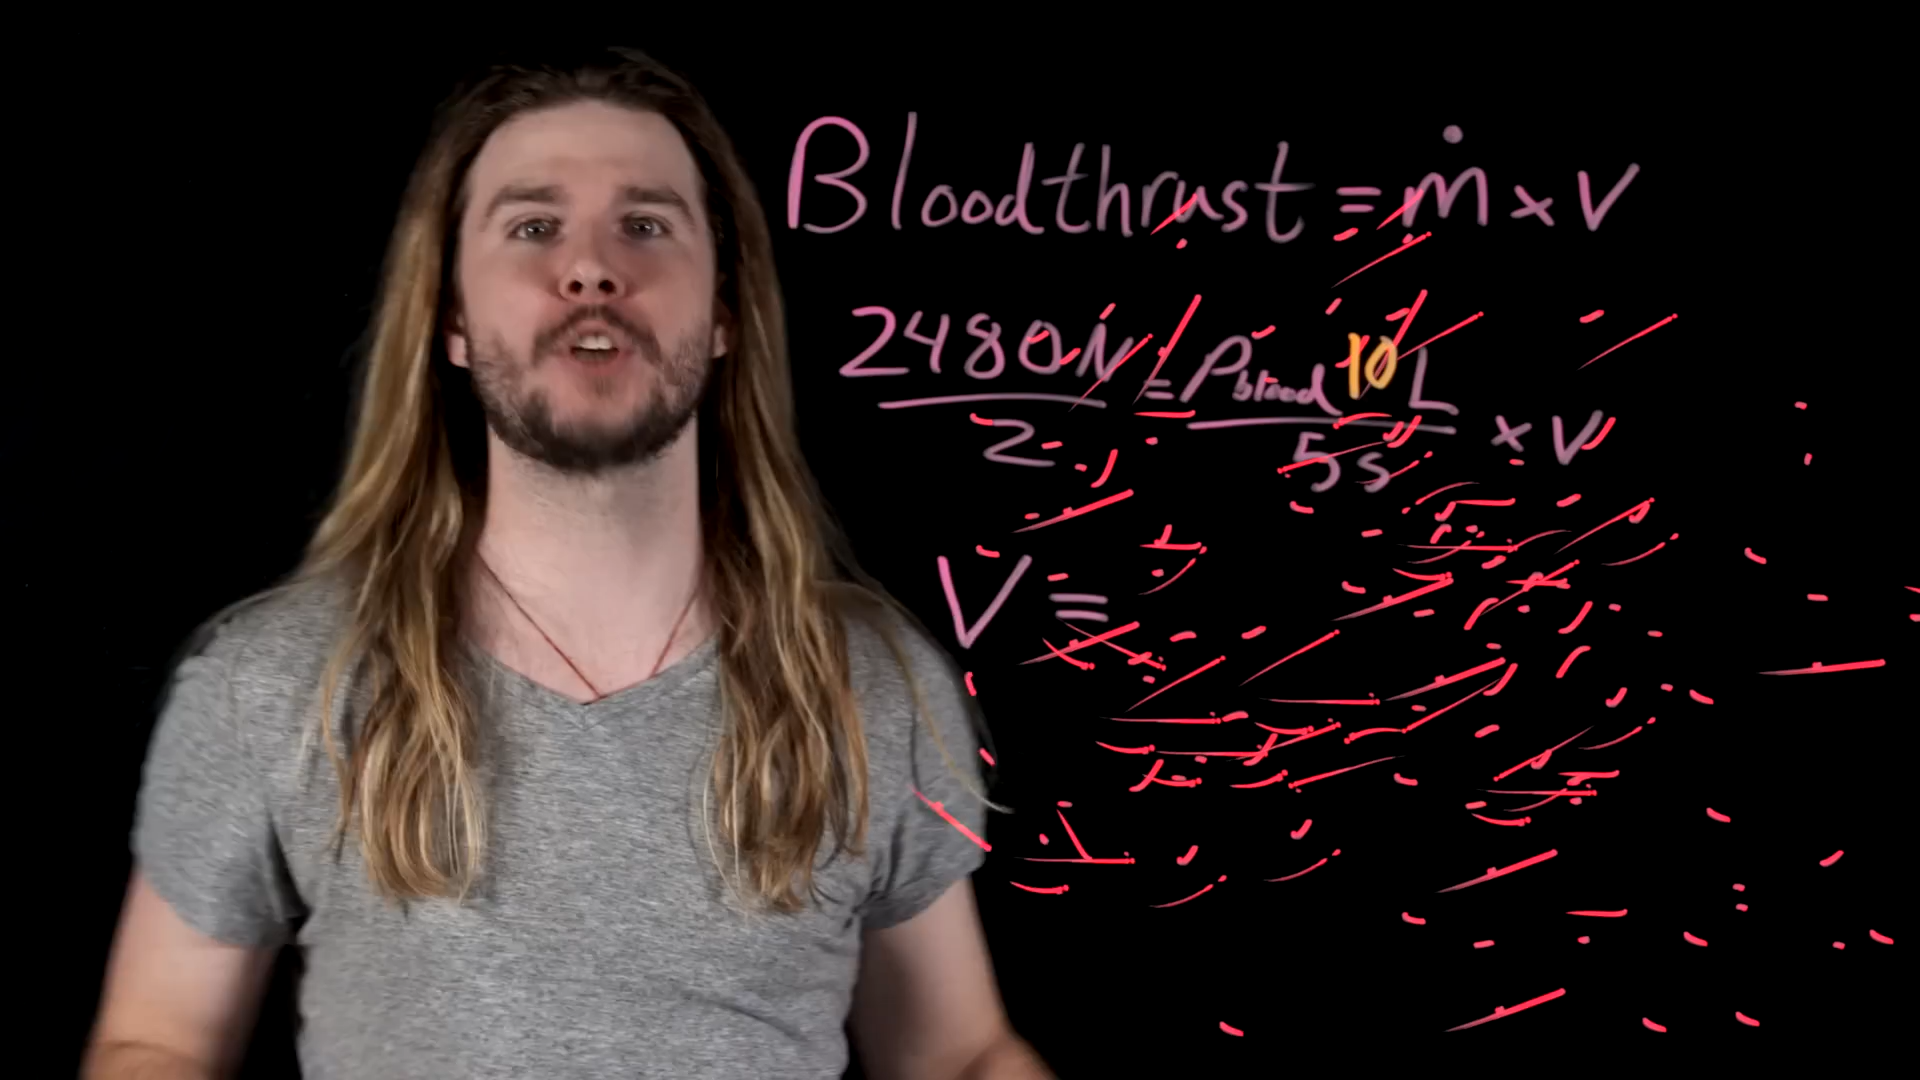 Bloodthrust = ṁ x V
2480N / 2 = ρblood 10 L / 5s x V
V =